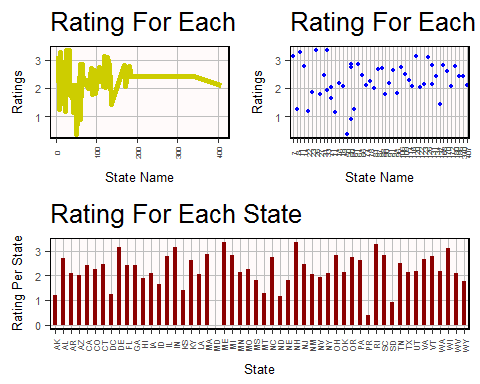 Rating For Each
Rating For Each
Ratings
3
2
1
0
100
200
300
400
State Name
Ratings
3
2
1
State Name
Rating For Each State
Rating Per State
3
2
1
0
AK AL AR AZ CA CO CT DC DE FL GA HI IA ID IL IN KS KY LA MA MD ME MI MN MO MS MT NC ND NE NH NJ NM NV NY OH OK OR PA PR RI SC SD TN TX UT VA VT WA WI WV WY
State